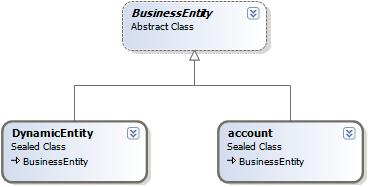 BusinessEntity
Abstract Class
DynamicEntity
Sealed Class
BusinessEntity
account
Sealed Class
BusinessEntity